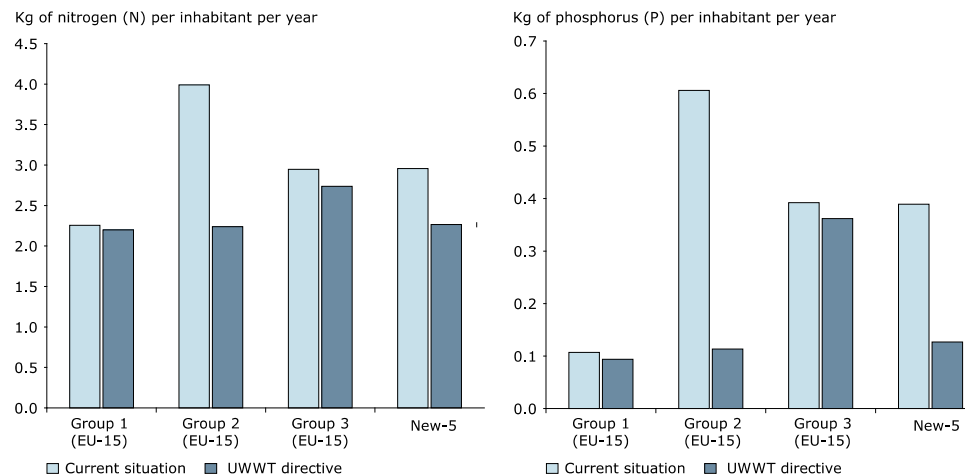 Kg of nitrogen (N) per inhabitant per year
4.5
4.0
3.5
3.0
2.5
2.0
1.5
1.0
0.5
0.0
Group 1
(EU-15)
Group 2
(EU-15)
Group 3
(EU-15)
New-5
Current situation
UWWT directive
Kg of phosphorus (P) per inhabitant per year
0.7
0.6
0.5
0.4
0.3
0.2
0.1
0.0
Group 1
(EU-15)
Group 2
(EU-15)
Group 3
(EU-15)
New-5
Current situation
UWWT directive